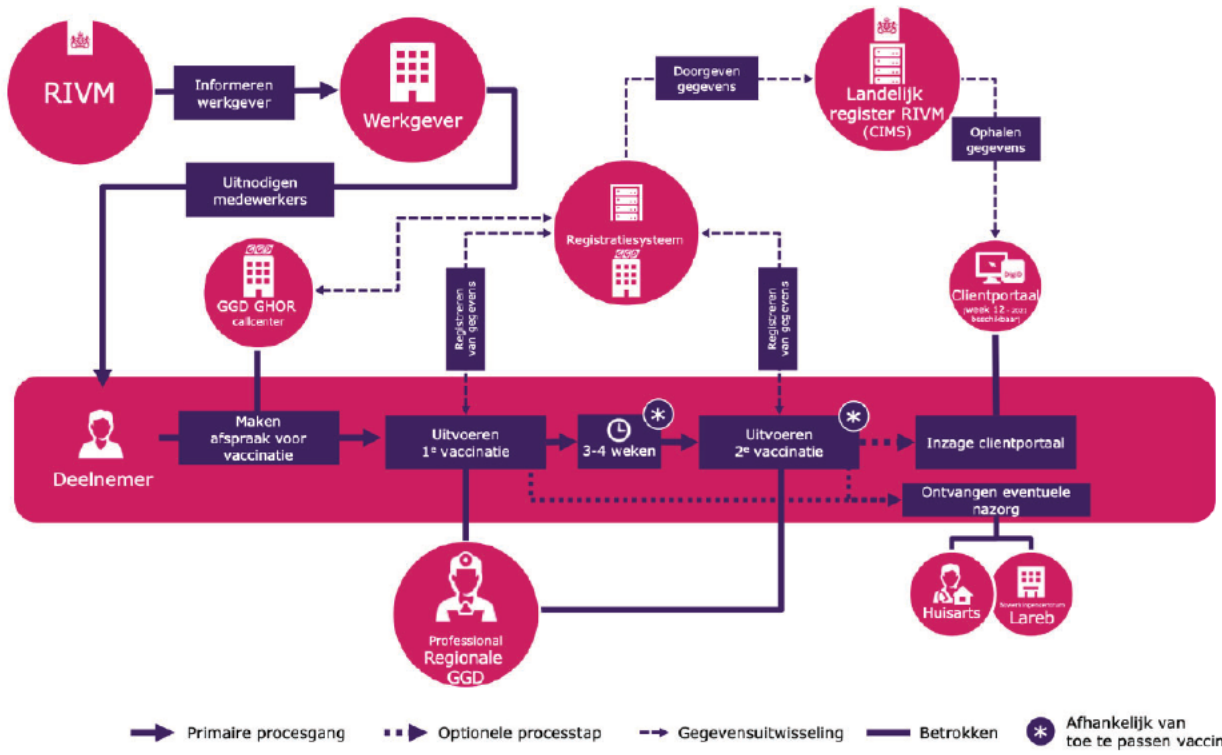 RIVM
Informeren
werkgever
Werkgever
Doorgeven
gegevens
Landelijk
register RIVM
(CIMS)
Ophalen
gegevens
Uitnodigen
medewerkers
Registratiesysteem
GGD GHOR
callcenter
Registreren
van gegevens
Registreren
van gegevens
Clientportaal
(week 12 -
beschikbaar)
Deelnemer
Maken
afspraak voor
vaccinatie
Uitvoeren
1e vaccinatie
3-4 weken
*
Uitvoeren
2e vaccinatie
*
Inzage clientportaal
Ontvangen eventuele
nazorg
Professional
Regionale
GGD
Huisarts
Lareb
Primaire procesgang
Optionele processtap
Gegevensuitwisseling
Betrokken
*
Afhankelijk van
toe te passen vaccin